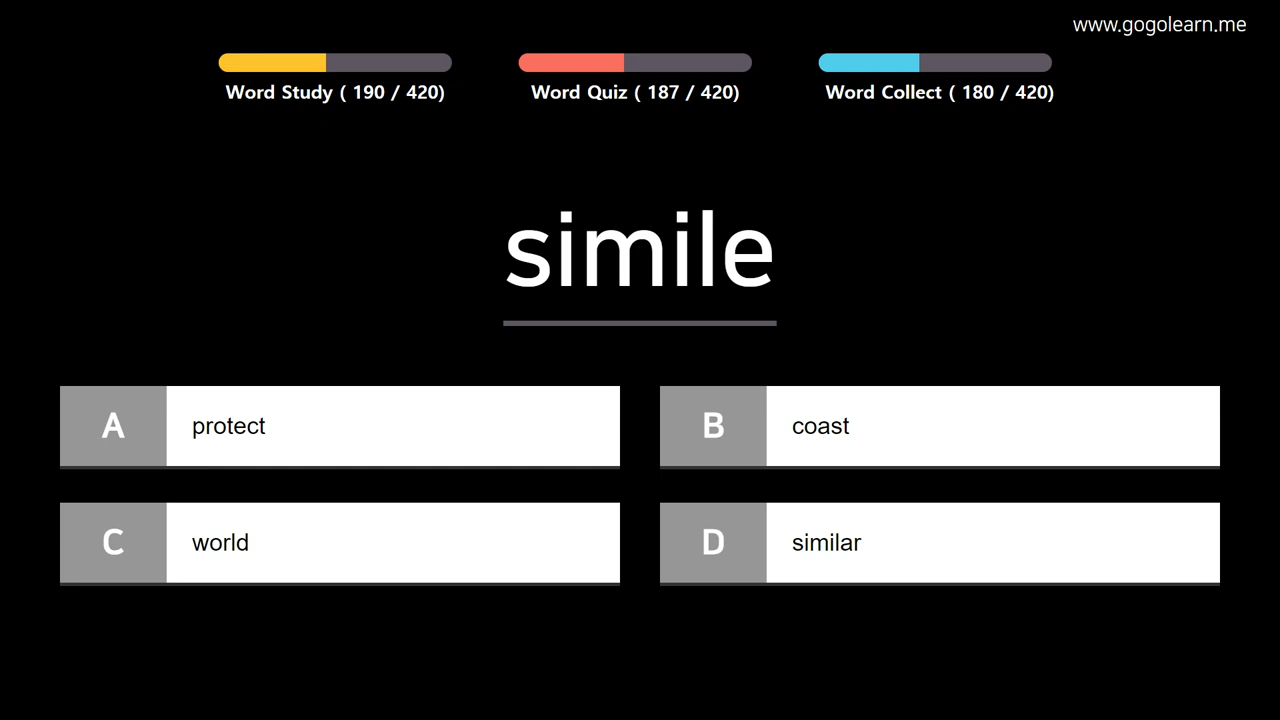 www.gogolearn.me
Word Study ( 190 / 420)
Word Quiz ( 187 / 420)
Word Collect ( 180 / 420)
simile
A
protect
B
coast
C
world
D
similar